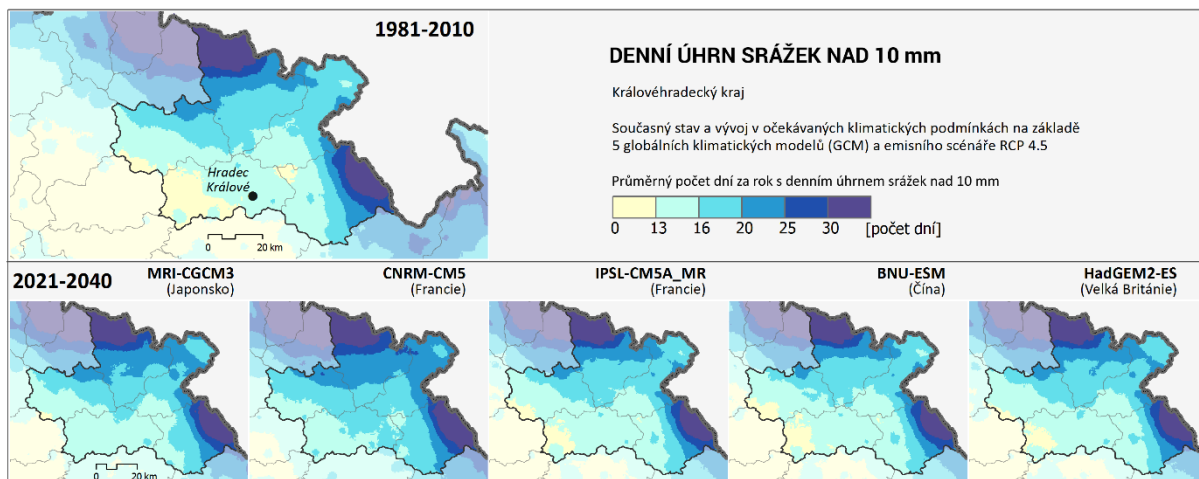 1981-2010
Hradec
Králové
0 20 km
DENNÍ ÚHRN SRÁŽEK NAD 10 mm
Královéhradecký kraj
Současný stav a vývoj v očekávaných klimatických podmínkách na základě
5 globálních klimatických modelů (GCM) a emisního scénáře RCP 4.5
Průměrný počet dní za rok s denním úhrnem srážek nad 10 mm
0 13 16 20 25 30 [počet dní]
2021-2040
MRI-CGCM3
(Japonsko)
CNRM-CM5
(Francie)
IPSL-CM5A_MR
(Francie)
BNU-ESM
(Čína)
HadGEM2-ES
(Velká Británie)
0 20 km